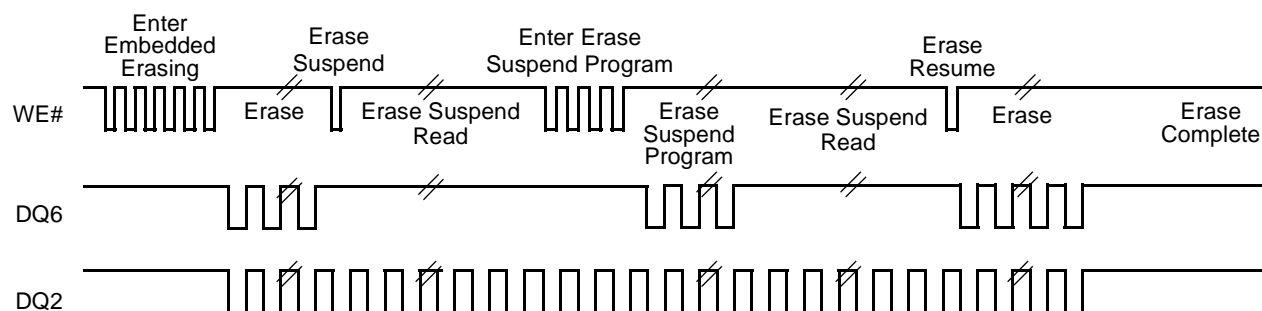 Enter
Embedded
Erasing
Erase
Suspend
Enter Erase
Suspend Program
Erase
Resume
WE#
Erase
Erase Suspend
Read
Erase
Suspend
Program
Erase Suspend
Read
Erase
Erase
Complete
DQ6
DQ2